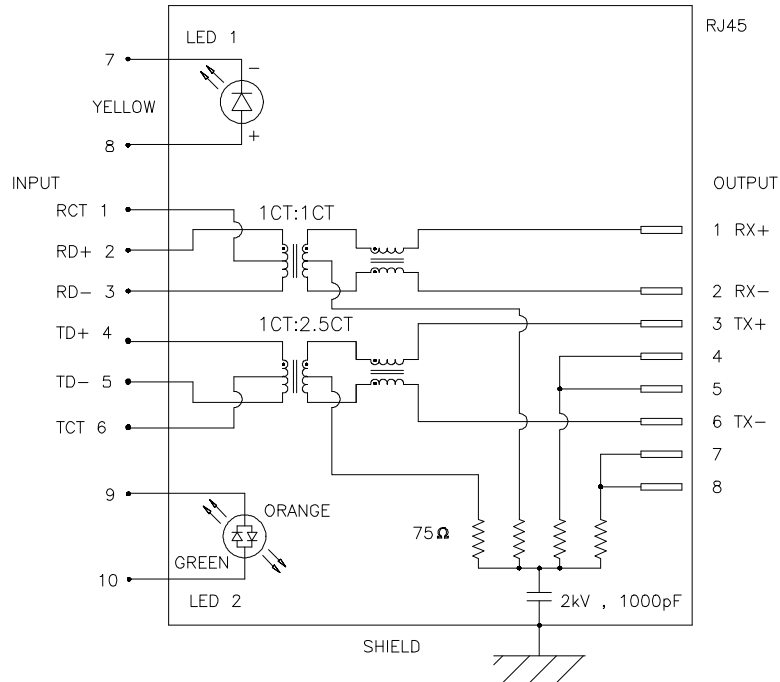 LED 1
RJ45
7
−
YELLOW
+
8
INPUT
OUTPUT
RCT 1
1CT:1CT
1 RX+
RD+ 2
RD- 3
2 RX-
TD+ 4
1CT:2.5CT
3 TX+
4
TD- 5
5
TCT 6
6 TX-
7
8
9
ORANGE
75Ω
GREEN
10
LED 2
2kV , 1000pF
SHIELD